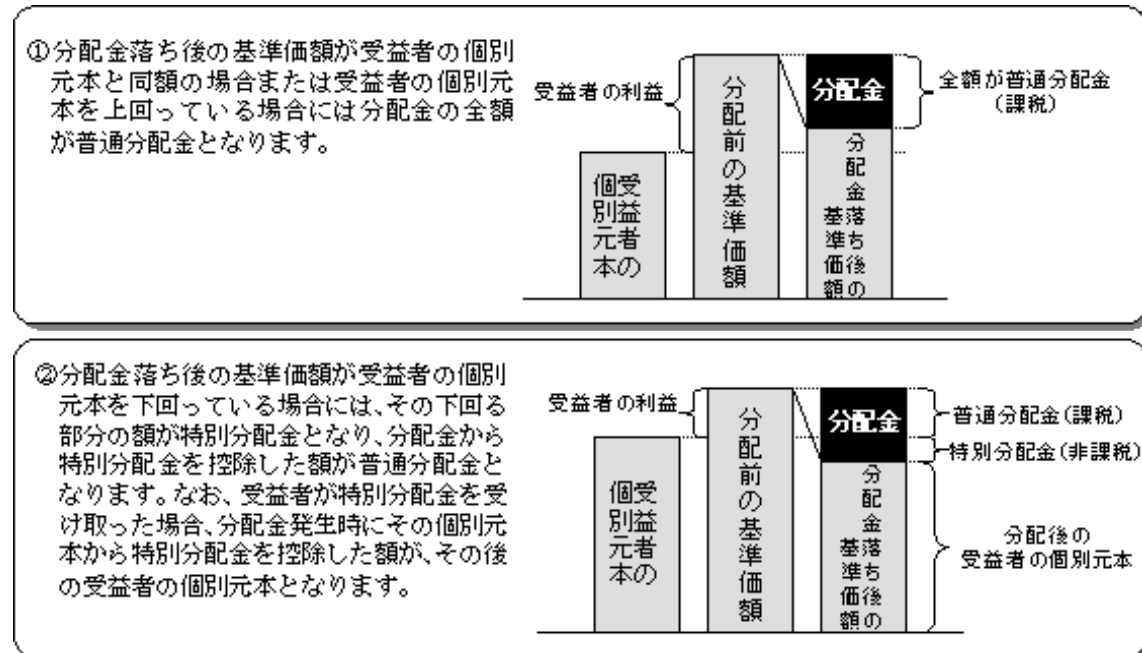 ①分配金落ち後の基準価額が受益者の個別
元本と同額の場合または受益者の個別元
本を上回っている場合には分配金の全額
が普通分配金となります。
受益者の利益
受益者の
個別元本
分配前の基準価額
分配金
分配金落ち後の
基準価額
全額が普通分配金
(課税)
②分配金落ち後の基準価額が受益者の個別
元本を下回っている場合には、その下回る
部分の額が特別分配金となり、分配金から
特別分配金を控除した額が普通分配金と
なります。なお、受益者が特別分配金を受
け取った場合、分配金発生時にその個別元
本から特別分配金を控除した額が、その後
の受益者の個別元本となります。
受益者の利益
受益者の
個別元本
分配前の基準価額
分配金
分配金落ち後の
基準価額
普通分配金(課税)
特別分配金(非課税)
分配後の
受益者の個別元本